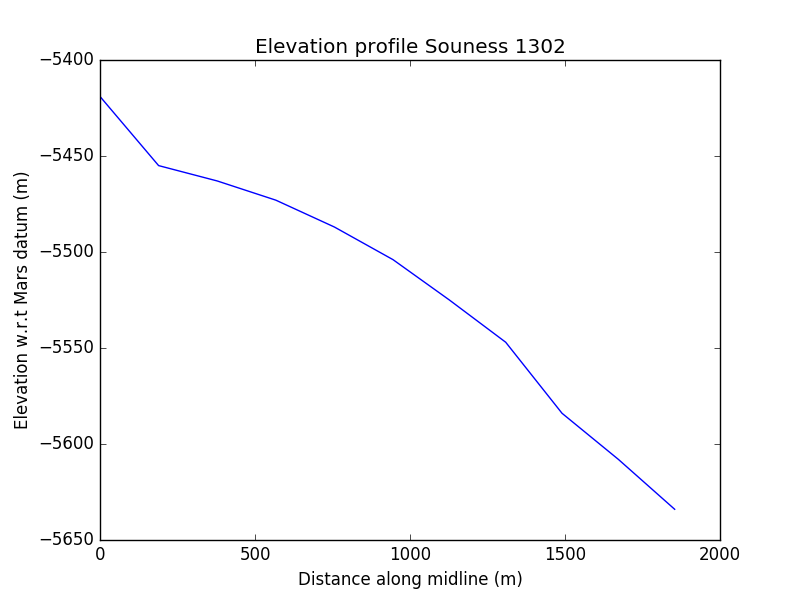 Elevation profile Souness 1302
−5400
−5450
−5500
−5550
−5600
−5650
Elevation w.r.t Mars datum (m)
0 500 1000 1500 2000
Distance along midline (m)